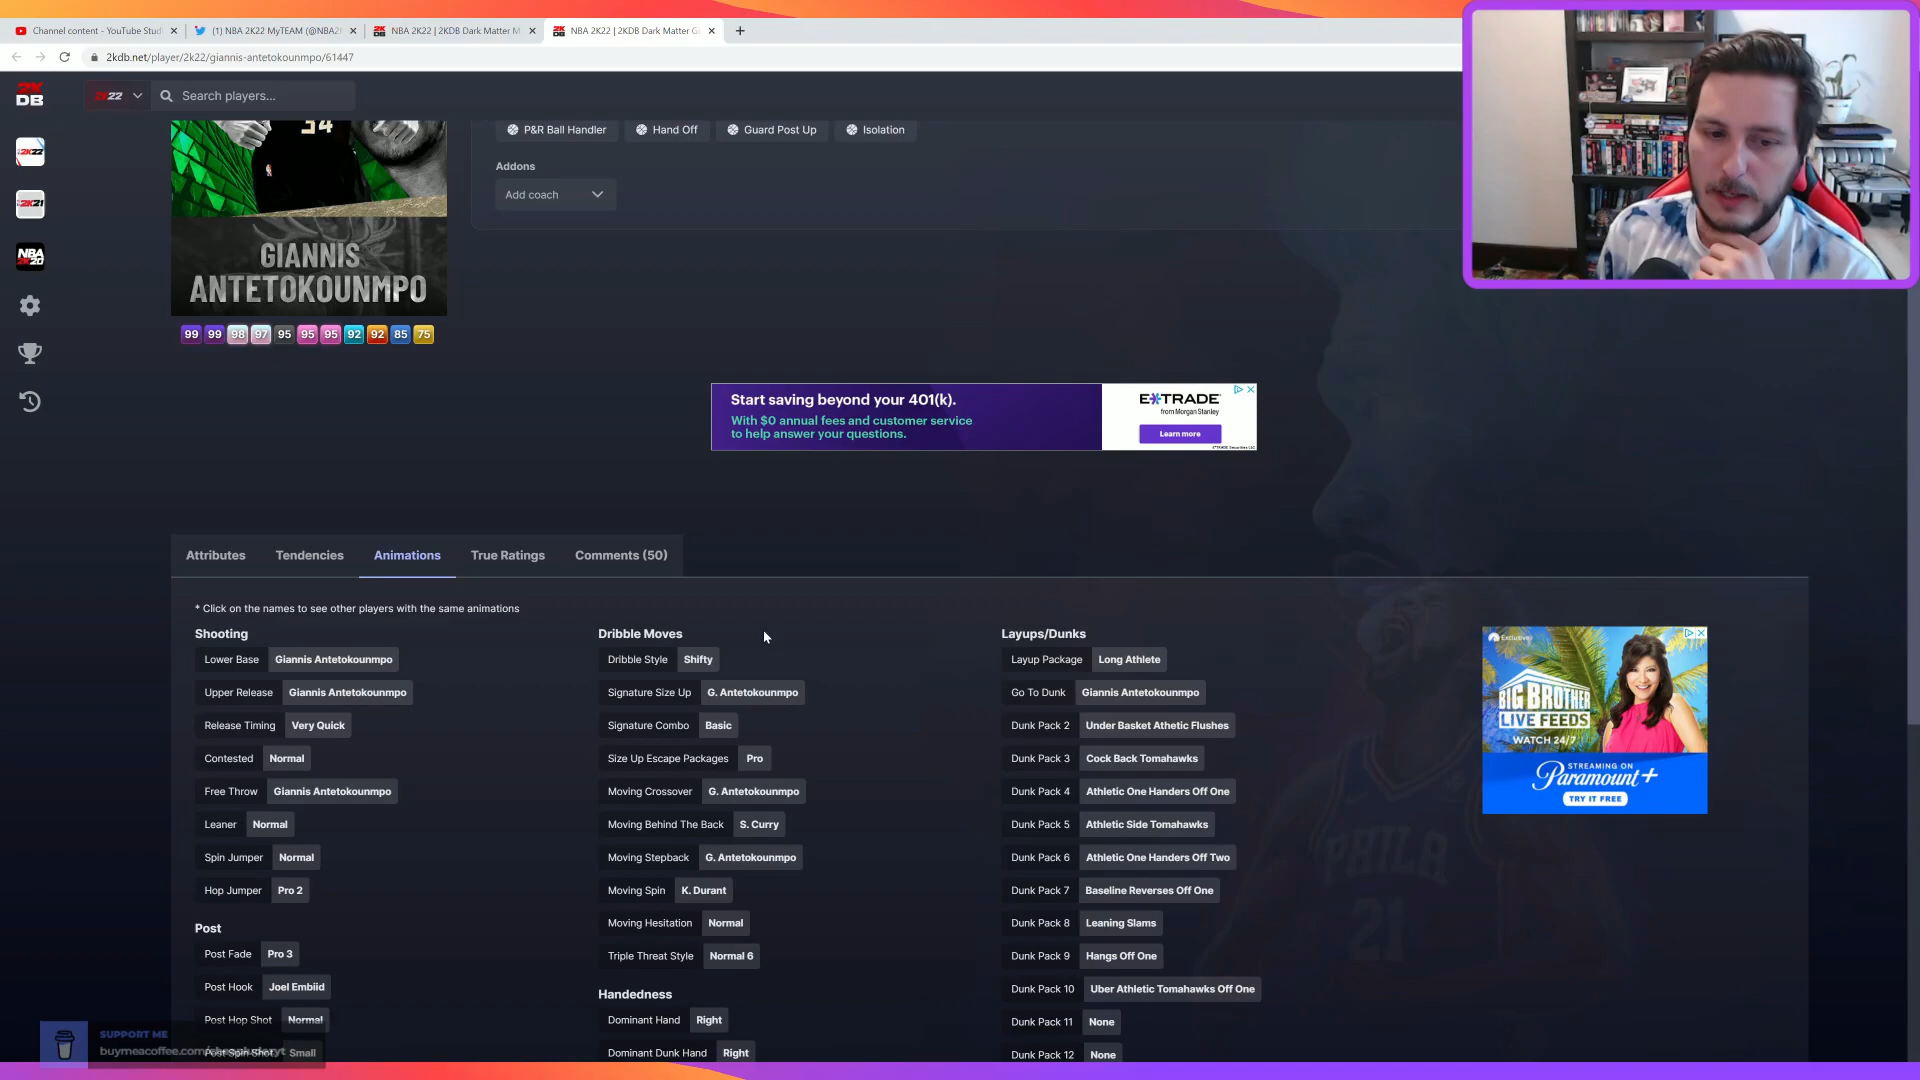 Channel content - YouTube Studi
(1) NBA 2K22 MyTEAM (@NBA2
NBA 2K22 | 2KDB Dark Matter M
NBA 2K22 | 2KDB Dark Matter G
2kdb.net/player/2k22/giannis-antetokounmpo/61447
2K
DB
2K22
Search players...
2K22
2K21
NBA
2K20
34
GIANNIS
ANTETOKOUNMPO
99 99 98 97 95 95 95 92 92 85 75
P&R Ball Handler
Hand Off
Guard Post Up
Isolation
Addons
Add coach
Start saving beyond your 401(k).
With $0 annual fees and customer service
to help answer your questions.
E*TRADE
from Morgan Stanley
Learn more
Attributes
Tendencies
Animations
True Ratings
Comments (50)
* Click on the names to see other players with the same animations
Shooting
Lower Base Giannis Antetokounmpo
Upper Release Giannis Antetokounmpo
Release Timing Very Quick
Contested Normal
Free Throw Giannis Antetokounmpo
Leaner Normal
Spin Jumper Normal
Hop Jumper Pro 2
Post
Post Fade Pro 3
Post Hook Joel Embiid
Post Hop Shot Normal
Post Spin Shot Small
Dribble Moves
Dribble Style Shifty
Signature Size Up G. Antetokounmpo
Signature Combo Basic
Size Up Escape Packages Pro
Moving Crossover G. Antetokounmpo
Moving Behind The Back S. Curry
Moving Stepback G. Antetokounmpo
Moving Spin K. Durant
Moving Hesitation Normal
Triple Threat Style Normal 6
Handedness
Dominant Hand Right
Dominant Dunk Hand Right
Layups/Dunks
Layup Package Long Athlete
Go To Dunk Giannis Antetokounmpo
Dunk Pack 2 Under Basket Athetic Flushes
Dunk Pack 3 Cock Back Tomahawks
Dunk Pack 4 Athletic One Handers Off One
Dunk Pack 5 Athletic Side Tomahawks
Dunk Pack 6 Athletic One Handers Off Two
Dunk Pack 7 Baseline Reverses Off One
Dunk Pack 8 Leaning Slams
Dunk Pack 9 Hangs Off One
Dunk Pack 10 Uber Athletic Tomahawks Off One
Dunk Pack 11 None
Dunk Pack 12 None
BIG BROTHER
LIVE FEEDS
WATCH 24/7
STREAMING ON
Paramount+
TRY IT FREE
PHILA
21
SUPPORT ME